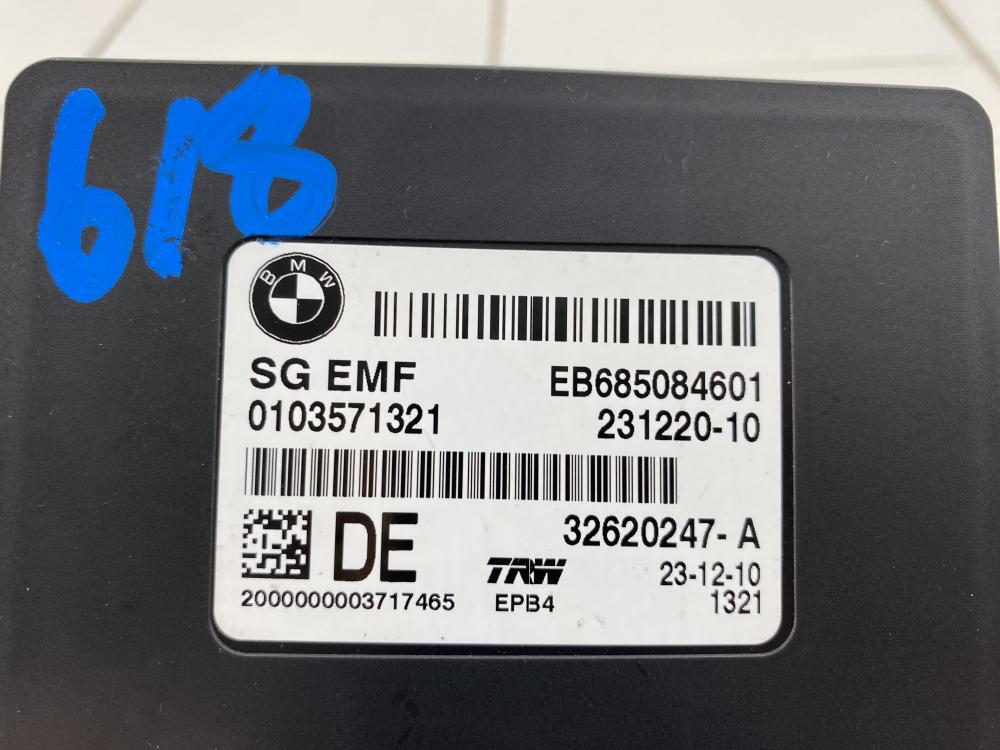 618
BMW
SG EMF
EB685084601
0103571321
231220-10
DE
32620247-A
TRW
23-12-10
2000000003717465
EPB4
1321